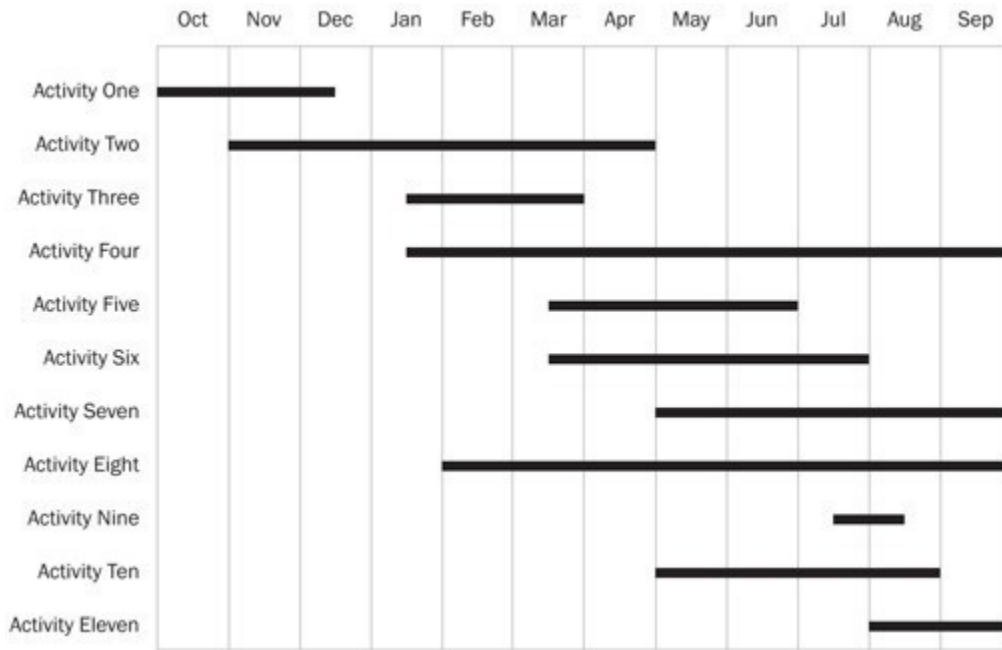 Oct Nov Dec Jan Feb Mar Apr May Jun Jul Aug Sep
Activity One
Activity Two
Activity Three
Activity Four
Activity Five
Activity Six
Activity Seven
Activity Eight
Activity Nine
Activity Ten
Activity Eleven